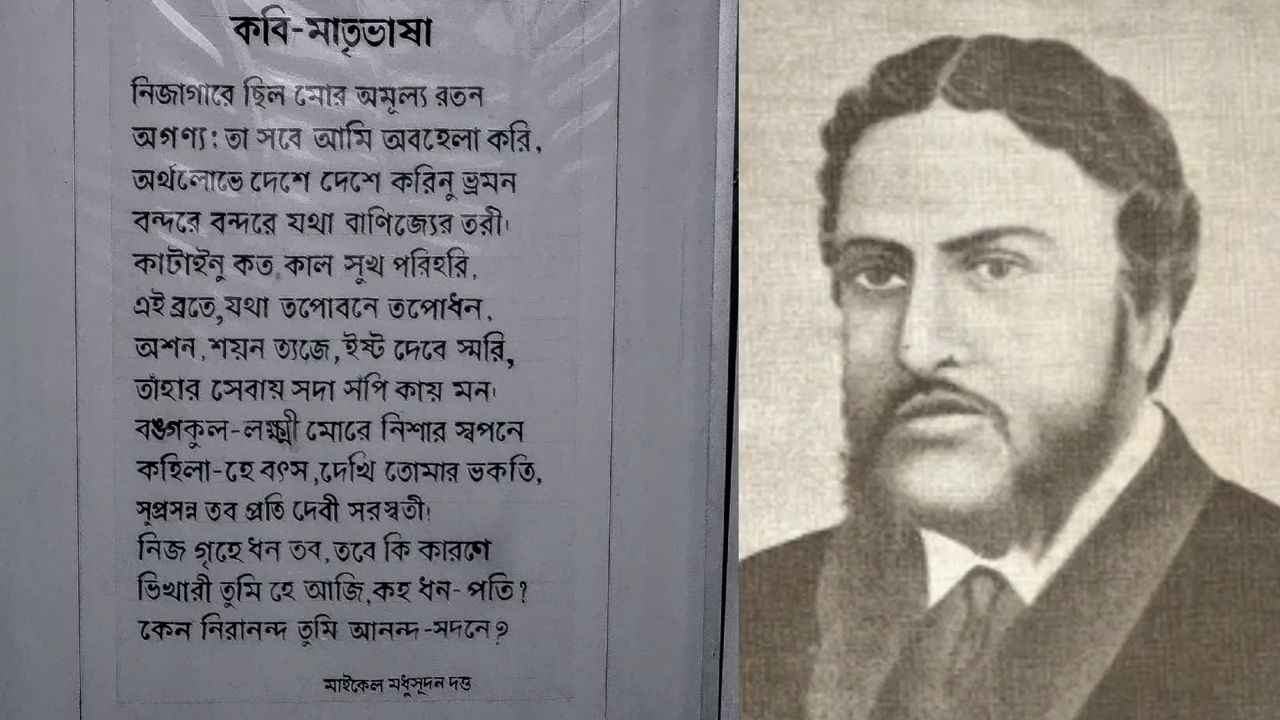 কবি-মাতৃভাষা
নিজাগারে ছিল মোর অমূল্য রতন
অগণ্য: তা সবে আমি অবহেলা করি,
অর্থলোভে দেশে দেশে করিনু ভ্রমন
বন্দরে বন্দরে যথা বাণিজ্যের তরী।
কাটাইনু কত কাল সুখ পরিহরি,
এই ব্রতে, যথা তপোবনে তপোধন,
অশন, শয়ন ত্যজে, ইষ্ট দেবে স্মরি,
তাঁহার সেবায় সদা সঁপি কায় মন।
বঙগকুল-লক্ষ্মী মোরে নিশার স্বপনে
কহিলা-হে বৎস, দেখি তোমার ভকতি,
সুপ্রসন্ন তব প্রতি দেবী সরস্বতী।
নিজ গৃহে ধন তব, তবে কি কারণে
ভিখারী তুমি হে আজি, কহ ধন-পতি?
কেন নিরানন্দ তুমি আনন্দ-সদনে?
মাইকেল মধুসূদন দত্ত